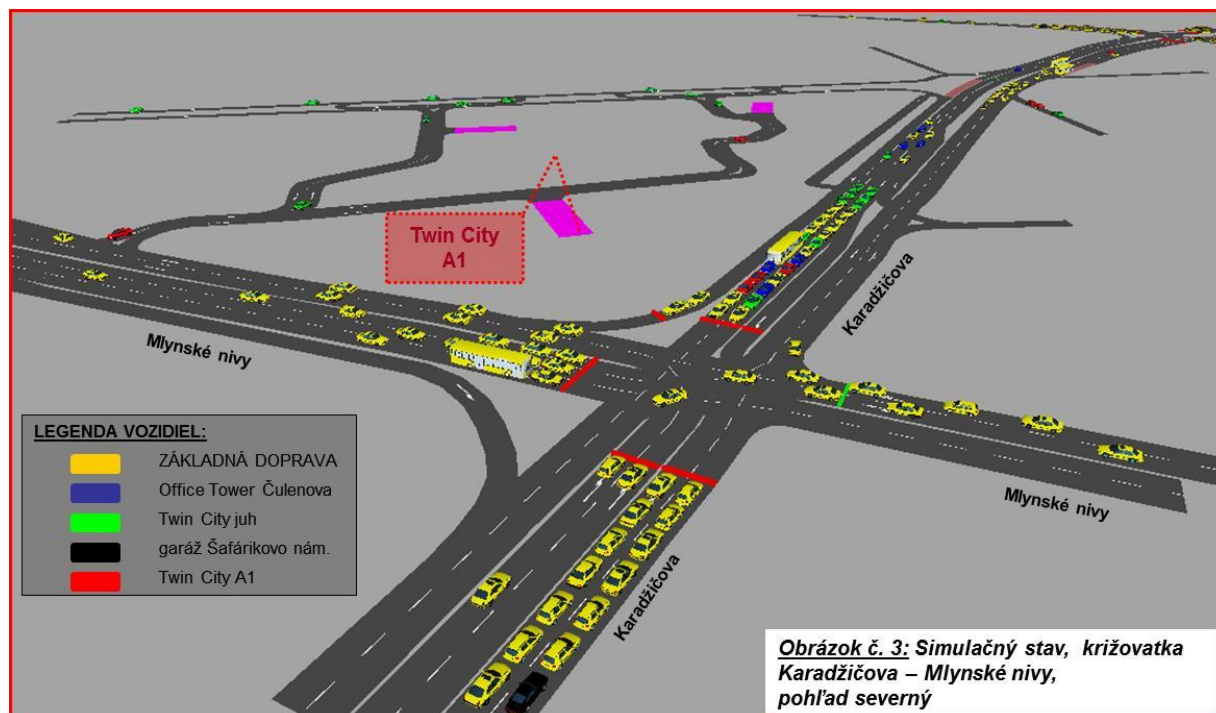 Twin City
A1
Karadžičova
Mlynské nivy
LEGENDA VOZIDIEL:
ZÁKLADNÁ DOPRAVA
Office Tower Čulenova
Twin City juh
garáž Šafárikovo nám.
Twin City A1
Mlynské nivy
Karadžičova
Obrázok č. 3: Simulačný stav, križovatka
Karadžičova – Mlynské nivy,
pohľad severný